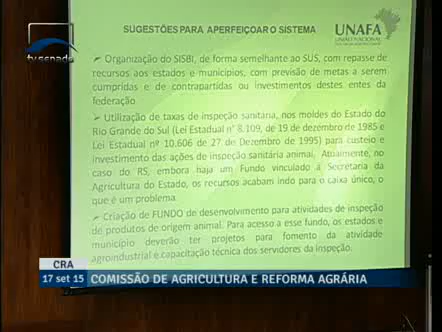 tv senado
SUGESTÕES PARA APERFEIÇOAR O SISTEMA
UNAFA
➢ Organização do SISBI, de forma semelhante ao SUS, com repasse de
recursos aos estados e municípios, com previsão de metas a serem
cumpridas e de contrapartidas ou investimentos destes entes da
federação.
➢ Utilização de taxas de inspeção sanitária, nos moldes do Estado do
Rio Grande do Sul (Lei Estadual n° 8.109, de 19 de dezembro de 1985 e
Lei Estadual nº 10.606 de 27 de Dezembro de 1995) para custeio e
investimento das ações de inspeção sanitária animal. Atualmente, no
caso do RS, embora haja um Fundo vinculado à Secretaria da
Agricultura do Estado, os recursos acabam indo para o caixa único, o
que é um problema.
➢ Criação de FUNDO de desenvolvimento para atividades de inspeção
de produtos de origem animal. Para acesso a esse fundo, os estados e
município deverão ter projetos para fomento da atividade
agroindustrial e capacitação técnica dos servidores da inspeção.
CRA
17 set 15 COMISSÃO DE AGRICULTURA E REFORMA AGRÁRIA